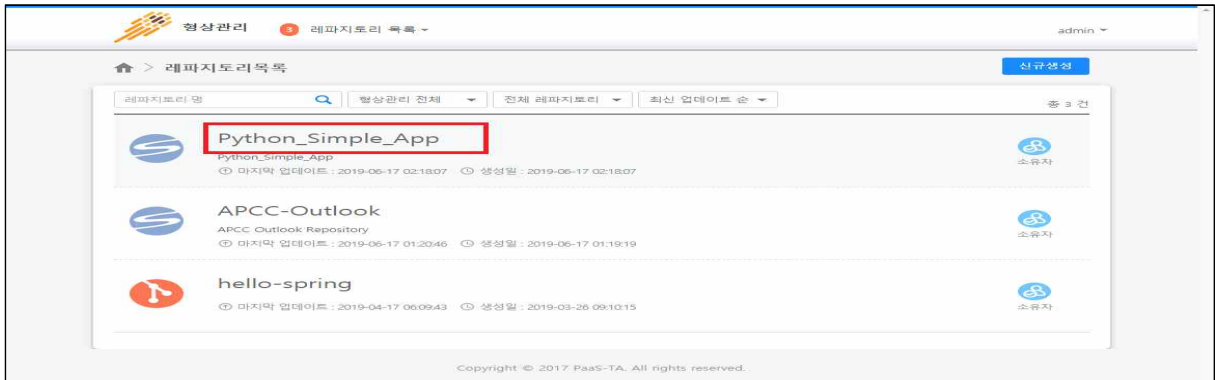 형상관리 3 레파지토리 목록 admin
> 레파지토리목록 신규생성
레파지토리 명 형상관리 전체 전체 레파지토리 최신 업데이트 순 총 3 건
Python_Simple_App
Python_Simple_App 소유자
마지막 업데이트 : 2019-06-17 02:18:07 생성일 : 2019-06-17 02:18:07
APCC-Outlook
APCC Outlook Repository 소유자
마지막 업데이트 : 2019-06-17 01:20:46 생성일 : 2019-06-17 01:19:19
hello-spring
마지막 업데이트 : 2019-04-17 06:09:43 생성일 : 2019-03-26 09:10:15 소유자
Copyright © 2017 PaaS-TA. All rights reserved.